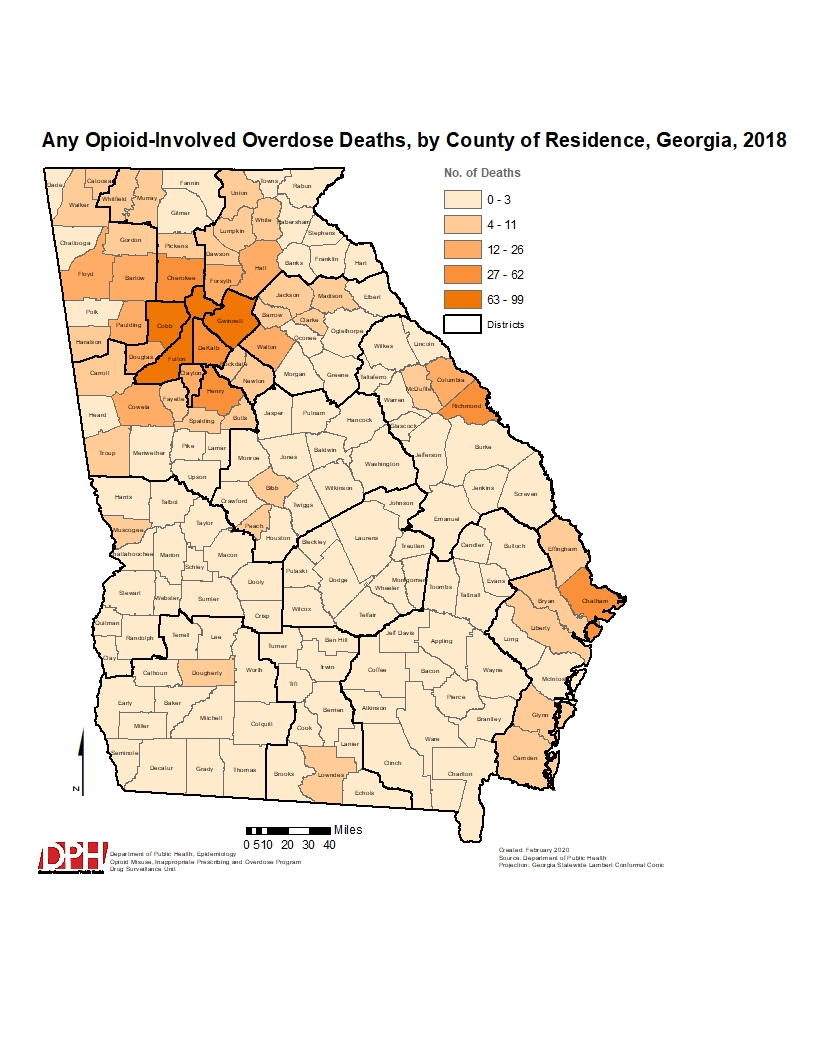 Any Opioid-Involved Overdose Deaths, by County of Residence, Georgia, 2018
No. of Deaths
0 - 3
4 - 11
12 - 26
27 - 62
63 - 99
Districts
Dade
Catoosa
Walker
Whitfield
Murray
Fannin
Gilmer
Union
Towns
Rabun
White
Habersham
Stephens
Lumpkin
Chattooga
Gordon
Pickens
Dawson
Banks
Franklin
Hart
Floyd
Bartow
Cherokee
Forsyth
Hall
Jackson
Madison
Elbert
Polk
Paulding
Cobb
Gwinnett
Barrow
Clarke
Oconee
Oglethorpe
Wilkes
Lincoln
Haralson
Douglas
Fulton
DeKalb
Rockdale
Walton
Morgan
Greene
Taliaferro
McDuffie
Columbia
Carroll
Clayton
Henry
Newton
Warren
Richmond
Heard
Coweta
Fayette
Spalding
Butts
Jasper
Putnam
Hancock
Glascock
Troup
Meriwether
Pike
Lamar
Monroe
Jones
Baldwin
Washington
Jefferson
Burke
Upson
Harris
Talbot
Crawford
Bibb
Twiggs
Wilkinson
Johnson
Jenkins
Screven
Emanuel
Muscogee
Taylor
Peach
Houston
Bleckley
Laurens
Treutlen
Candler
Bulloch
Effingham
Chattahoochee
Marion
Schley
Macon
Dooly
Pulaski
Dodge
Wheeler
Montgomery
Toombs
Tattnall
Evans
Bryan
Chatham
Stewart
Webster
Sumter
Crisp
Wilcox
Telfair
Liberty
Long
Quitman
Randolph
Terrell
Lee
Turner
Ben Hill
Jeff Davis
Appling
Wayne
McIntosh
Clay
Calhoun
Dougherty
Worth
Tift
Irwin
Coffee
Bacon
Pierce
Early
Baker
Mitchell
Colquitt
Berrien
Atkinson
Brantley
Glynn
Miller
Cook
Lanier
Ware
Seminole
Decatur
Grady
Thomas
Brooks
Lowndes
Clinch
Charlton
Camden
Echols
N
Miles
0 5 10 20 30 40
DPH
Department of Public Health, Epidemiology
Opioid Misuse, Inappropriate Prescribing and Overdose Program
Drug Surveillance Unit
Created: February 2020
Source: Department of Public Health
Projection: Georgia Statewide Lambert Conformal Conic